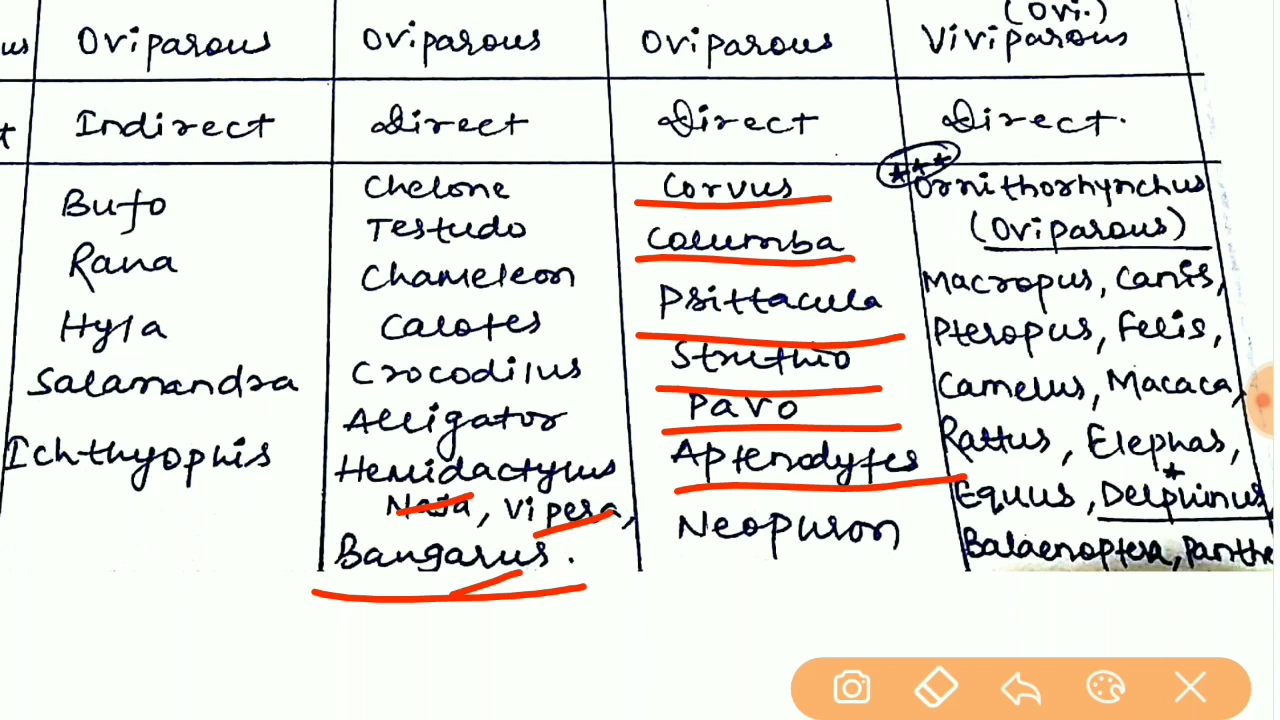 (Ovi.)
us Oviparous Oviparous Oviparous Viviparous
t Indirect Direct Direct Direct.
Bufo Chelone Corvus ***Ornithorhynchus
Rana Testudo Columba (Oviparous)
Hyla Chameleon Psittacula Macropus, Canis,
Salamandra Calotes Struthio Pteropus, Felis,
Ichthyophis Crocodilus Pavo Camelus, Macaca,
Alligator Aptenodytes Rattus, Elephas,
Hemidactylus Neopuron Equus, *Delphinus,
Naja, Vipera, Balaenoptera, Panthe
Bangarus.